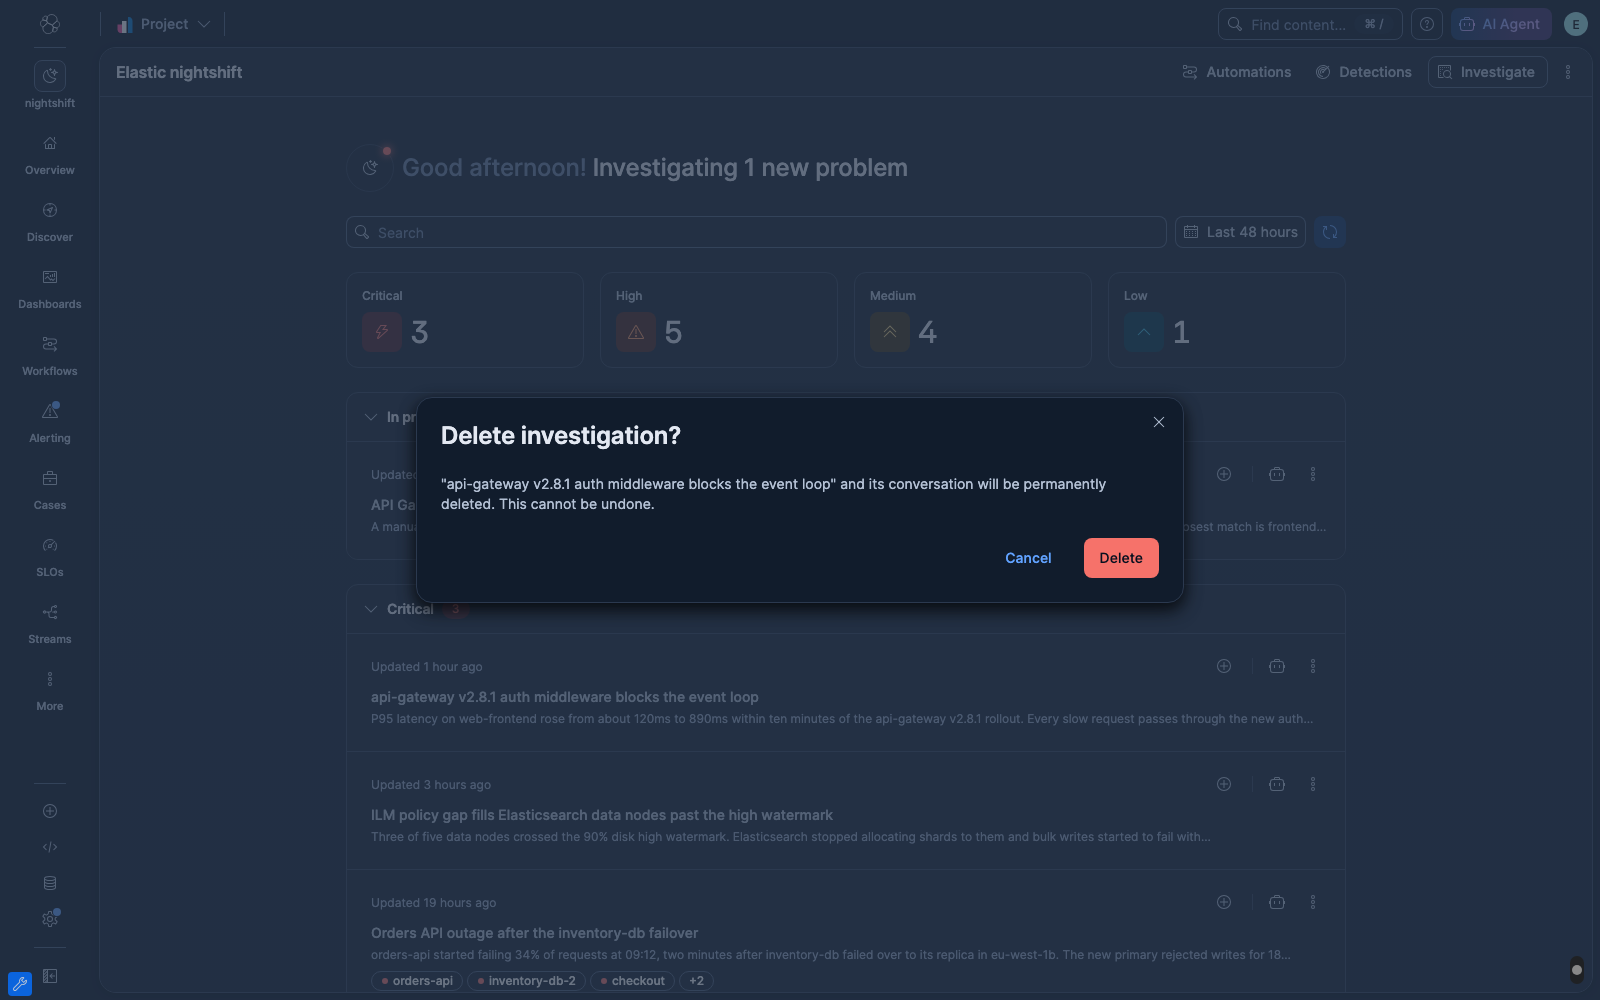 Project
Find content...
⌘ /
AI Agent
E
Elastic nightshift
Automations
Detections
Investigate
nightshift
Overview
Discover
Dashboards
Workflows
Alerting
Cases
SLOs
Streams
More
Good afternoon! Investigating 1 new problem
Search
Last 48 hours
Critical
3
High
5
Medium
4
Low
1
In pr
Updated
API Ga
A manua
osest match is frontend...
Delete investigation?
"api-gateway v2.8.1 auth middleware blocks the event loop" and its conversation will be permanently
deleted. This cannot be undone.
Cancel
Delete
Critical 3
Updated 1 hour ago
api-gateway v2.8.1 auth middleware blocks the event loop
P95 latency on web-frontend rose from about 120ms to 890ms within ten minutes of the api-gateway v2.8.1 rollout. Every slow request passes through the new auth...
Updated 3 hours ago
ILM policy gap fills Elasticsearch data nodes past the high watermark
Three of five data nodes crossed the 90% disk high watermark. Elasticsearch stopped allocating shards to them and bulk writes started to fail with...
Updated 19 hours ago
Orders API outage after the inventory-db failover
orders-api started failing 34% of requests at 09:12, two minutes after inventory-db failed over to its replica in eu-west-1b. The new primary rejected writes for 18...
orders-api
inventory-db-2
checkout
+2